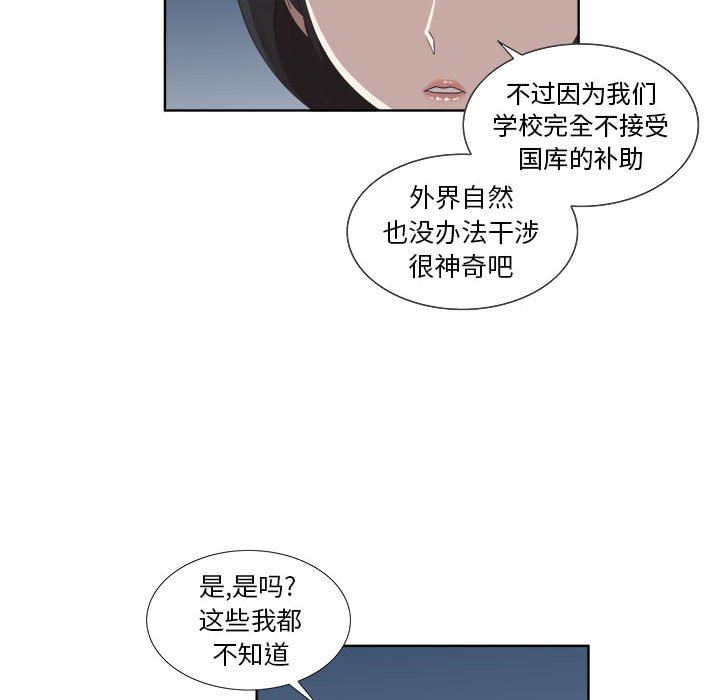 不过因为我们
学校完全不接受
国库的补助
外界自然
也没办法干涉
很神奇吧
是,是吗?
这些我都
不知道